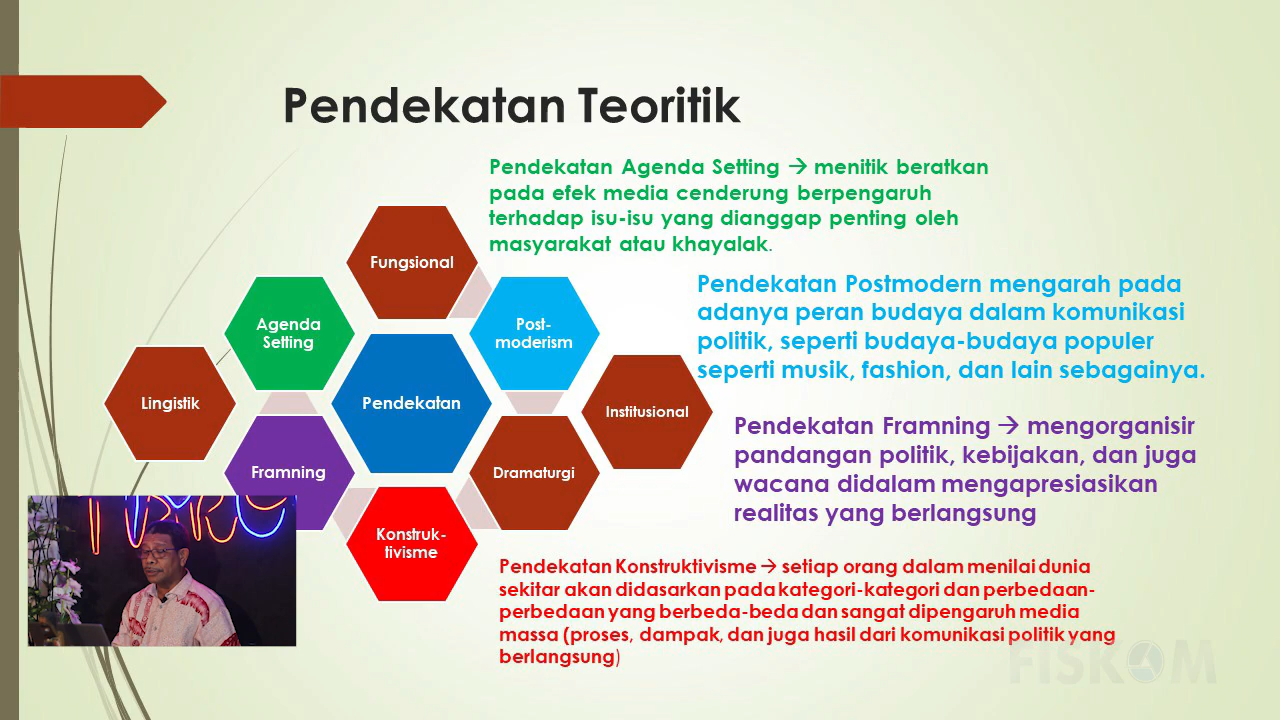 Pendekatan Teoritik
Pendekatan Agenda Setting → menitik beratkan
pada efek media cenderung berpengaruh
terhadap isu-isu yang dianggap penting oleh
masyarakat atau khayalak.
Fungsional
Agenda
Setting
Post-
moderism
Lingistik
Pendekatan
Institusional
Framning
Dramaturgi
Konstruk-
tivisme
Pendekatan Postmodern mengarah pada
adanya peran budaya dalam komunikasi
politik, seperti budaya-budaya populer
seperti musik, fashion, dan lain sebagainya.
Pendekatan Framning → mengorganisir
pandangan politik, kebijakan, dan juga
wacana didalam mengapresiasikan
realitas yang berlangsung
Pendekatan Konstruktivisme → setiap orang dalam menilai dunia
sekitar akan didasarkan pada kategori-kategori dan perbedaan-
perbedaan yang berbeda-beda dan sangat dipengaruh media
massa (proses, dampak, dan juga hasil dari komunikasi politik yang
berlangsung)
FISKOM